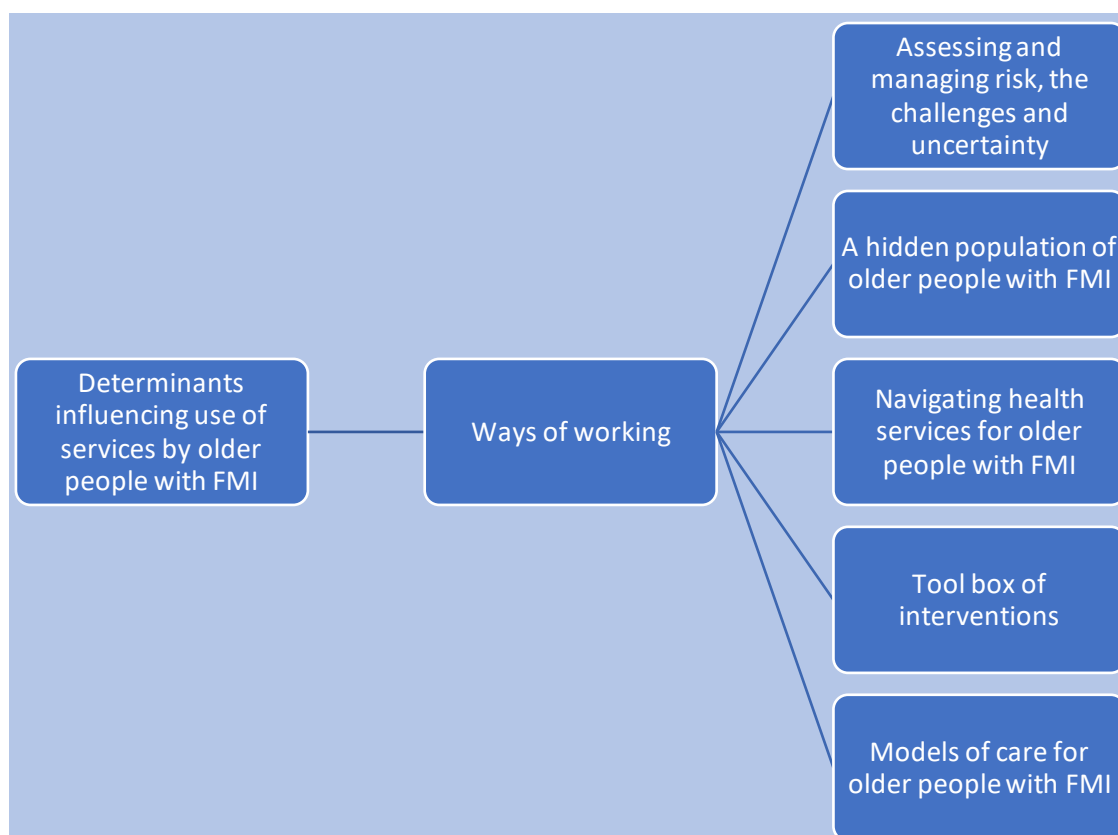 Assessing and
managing risk, the
challenges and
uncertainty
A hidden population of
older people with FMI
Determinants
influencing use of
services by older
people with FMI
Ways of working
Navigating health
services for older
people with FMI
Tool box of
interventions
Models of care for
older people with FMI